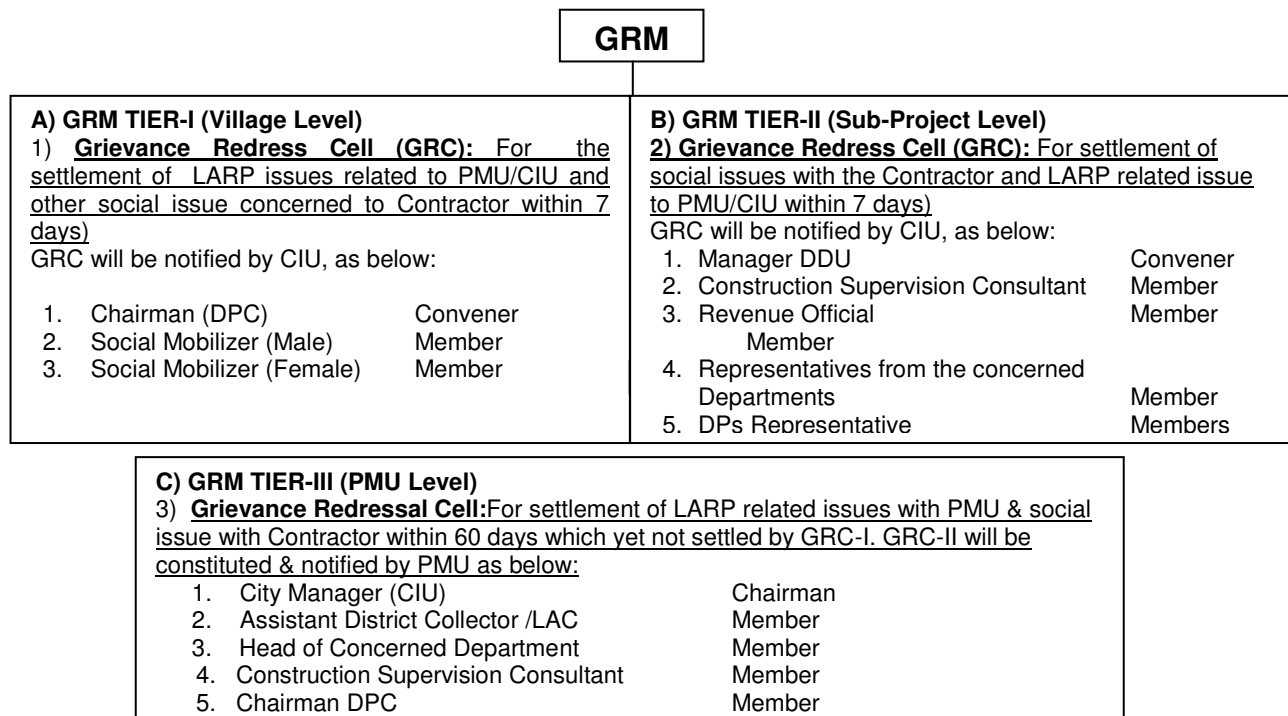 GRM
A) GRM TIER-I (Village Level)
1) Grievance Redress Cell (GRC): For the
settlement of LARP issues related to PMU/CIU and
other social issue concerned to Contractor within 7
days)
GRC will be notified by CIU, as below:
1. Chairman (DPC) Convener
2. Social Mobilizer (Male) Member
3. Social Mobilizer (Female) Member
B) GRM TIER-II (Sub-Project Level)
2) Grievance Redress Cell (GRC): For settlement of
social issues with the Contractor and LARP related issue
to PMU/CIU within 7 days)
GRC will be notified by CIU, as below:
1. Manager DDU Convener
2. Construction Supervision Consultant Member
3. Revenue Official Member
Member
4. Representatives from the concerned
Departments Member
5. DPs Representative Members
C) GRM TIER-III (PMU Level)
3) Grievance Redressal Cell:For settlement of LARP related issues with PMU & social
issue with Contractor within 60 days which yet not settled by GRC-I. GRC-II will be
constituted & notified by PMU as below:
1. City Manager (CIU) Chairman
2. Assistant District Collector /LAC Member
3. Head of Concerned Department Member
4. Construction Supervision Consultant Member
5. Chairman DPC Member